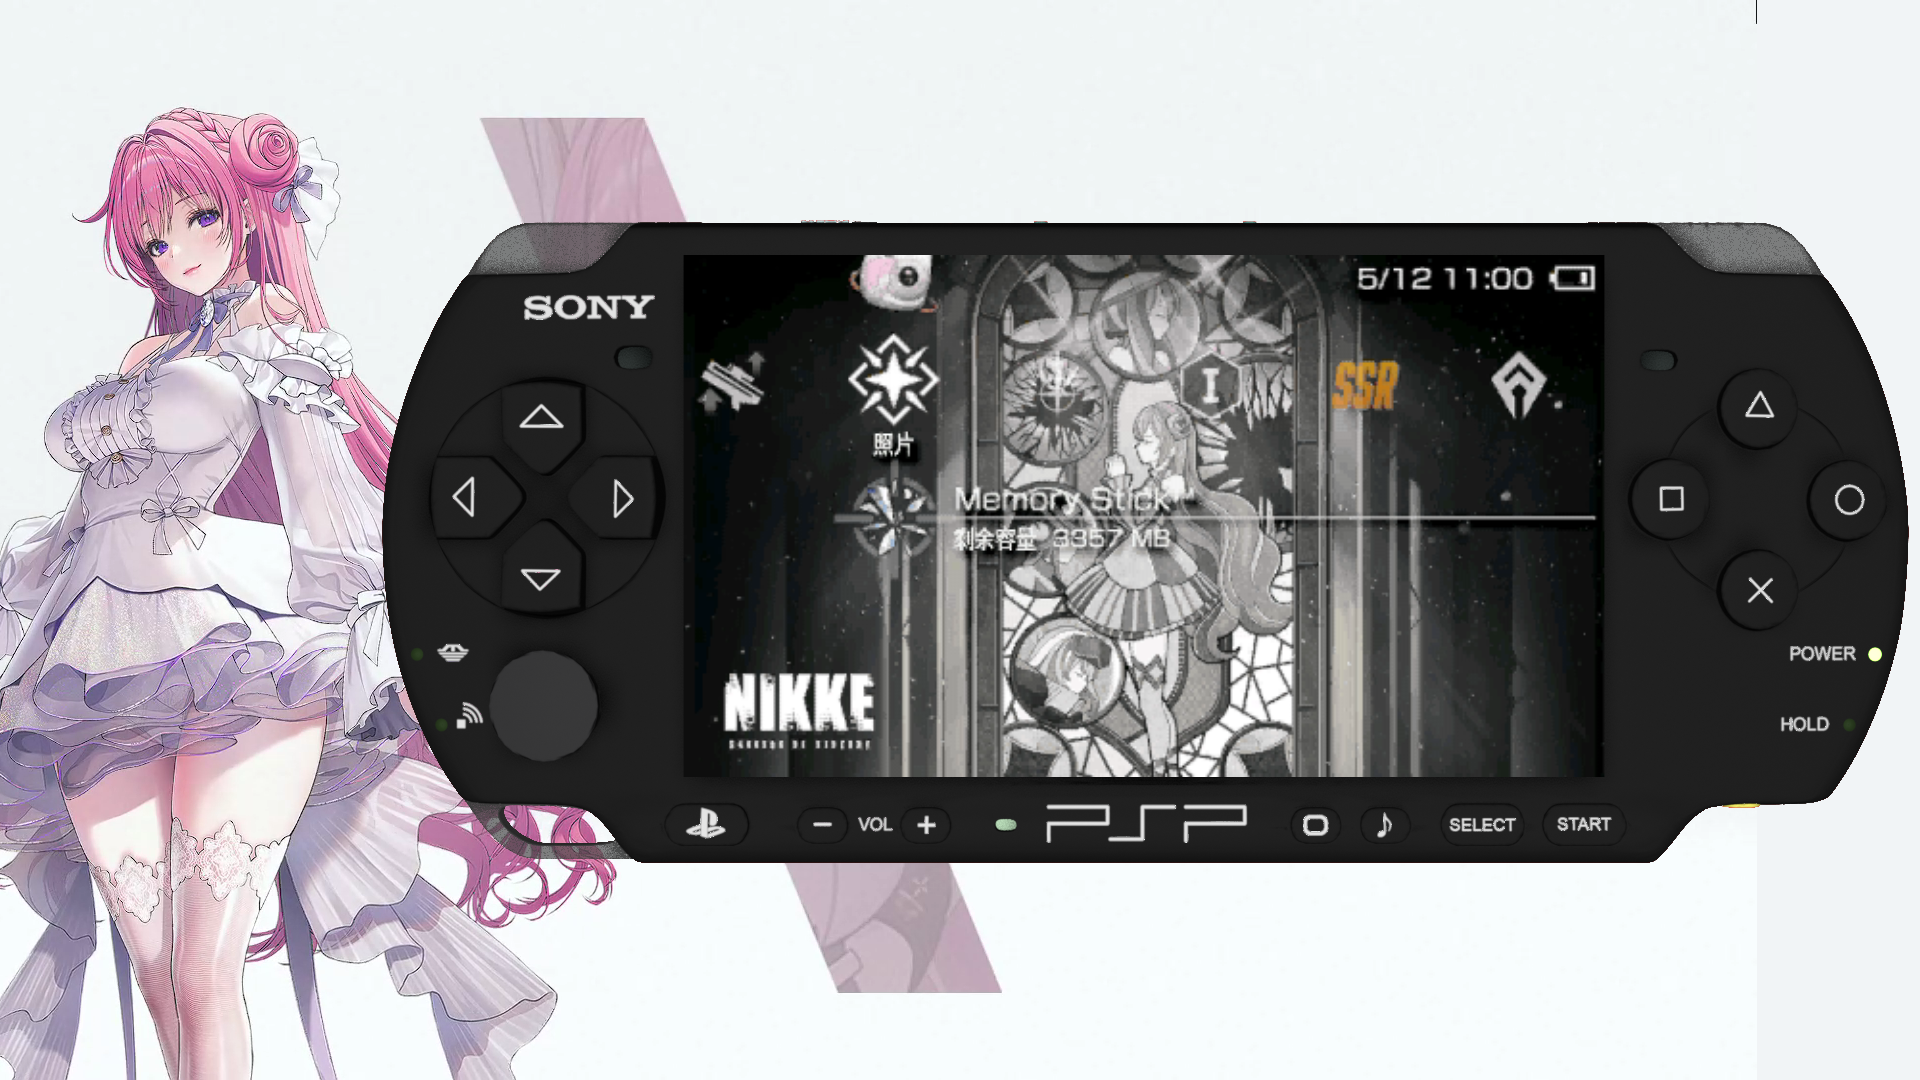 SONY
5/12 11:00
SSR
I
照片
Memory Stick™
剩余容量 3357 MB
NIKKE
POWER
HOLD
VOL
PSP
SELECT
START